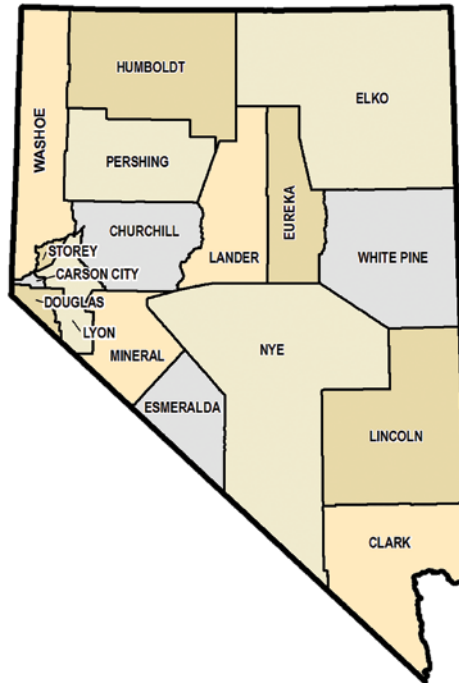 HUMBOLDT
ELKO
WASHOE
PERSHING
EUREKA
CHURCHILL
STOREY
LANDER
WHITE PINE
CARSON CITY
DOUGLAS
LYON
MINERAL
NYE
ESMERALDA
LINCOLN
CLARK